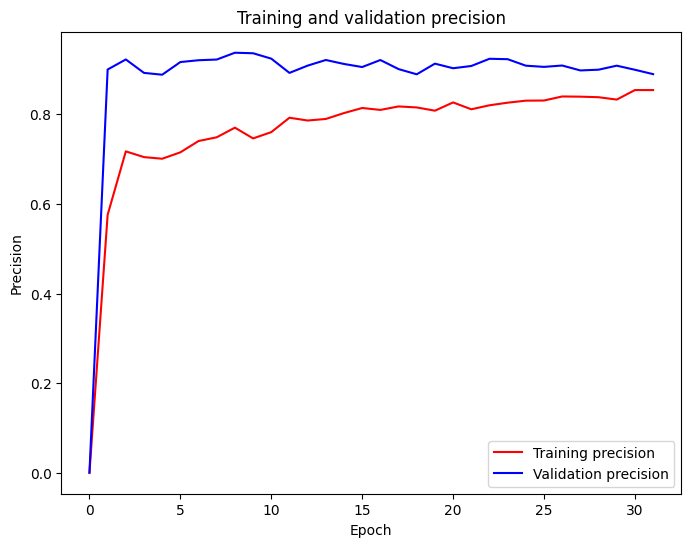 Training and validation precision
Precision
0.8
0.6
0.4
0.2
0.0
Training precision
Validation precision
0
5
10
15
20
25
30
Epoch